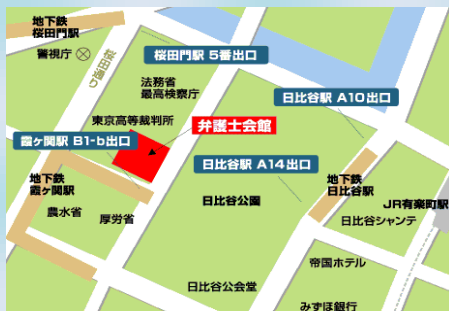 地下鉄
桜田門駅
警視庁
桜田通り
桜田門駅 5番出口
法務省
最高検察庁
日比谷駅 A10出口
東京高等裁判所
弁護士会館
霞ヶ関駅 B1-b出口
日比谷駅 A14出口
地下鉄
霞ヶ関駅
地下鉄
日比谷駅
日比谷公園
JR有楽町駅
農水省
厚労省
日比谷シャンテ
帝国ホテル
日比谷公会堂
みずほ銀行